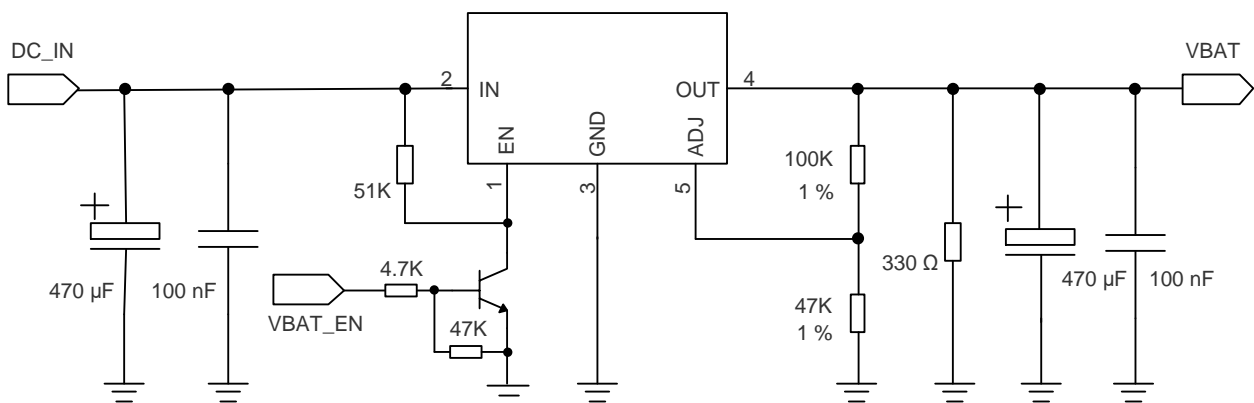 DC_IN
VBAT
2
IN
OUT
4
EN
GND
ADJ
1
3
5
51K
100K
1 %
470 µF
100 nF
4.7K
VBAT_EN
47K
330 Ω
47K
1 %
470 µF
100 nF